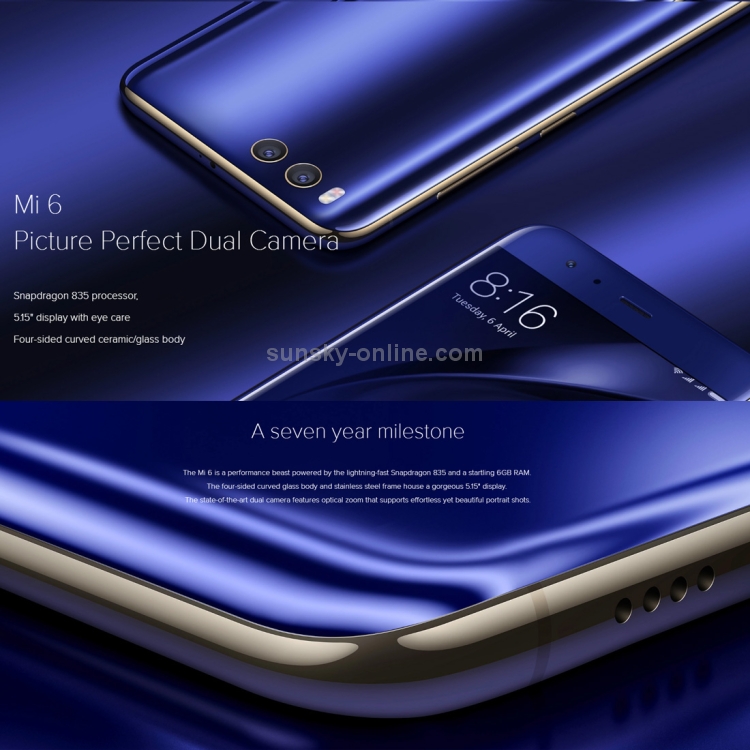 Mi 6
Picture Perfect Dual Camera
Snapdragon 835 processor,
5.15" display with eye care
Four-sided curved ceramic/glass body
8:16
Tuesday, 6 April
sunsky-online.com
A seven year milestone
The Mi 6 is a performance beast powered by the lightning-fast Snapdragon 835 and a startling 6GB RAM.
The four-sided curved glass body and stainless steel frame house a gorgeous 5.15" display.
The state-of-the-art dual camera features optical zoom that supports effortless yet beautiful portrait shots.